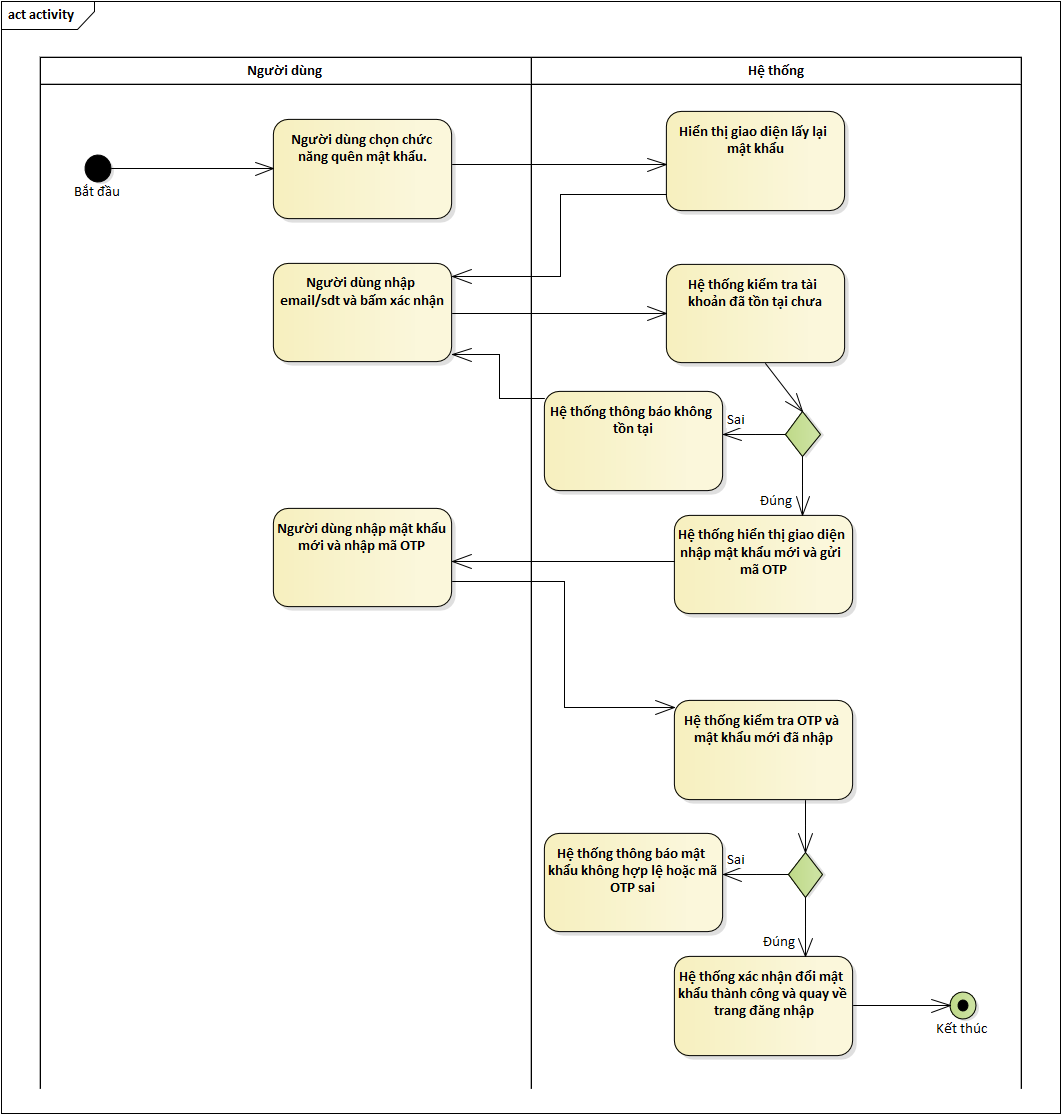 act activity
Người dùng
Hệ thống
Bắt đầu
Người dùng chọn chức
năng quên mật khẩu.
Hiển thị giao diện lấy lại
mật khẩu
Người dùng nhập
email/sdt và bấm xác nhận
Hệ thống kiểm tra tài
khoản đã tồn tại chưa
Hệ thống thông báo không
tồn tại
Sai
Đúng
Người dùng nhập mật khẩu
mới và nhập mã OTP
Hệ thống hiển thị giao diện
nhập mật khẩu mới và gửi
mã OTP
Hệ thống kiểm tra OTP và
mật khẩu mới đã nhập
Hệ thống thông báo mật
khẩu không hợp lệ hoặc mã
OTP sai
Sai
Đúng
Hệ thống xác nhận đổi mật
khẩu thành công và quay về
trang đăng nhập
Kết thúc